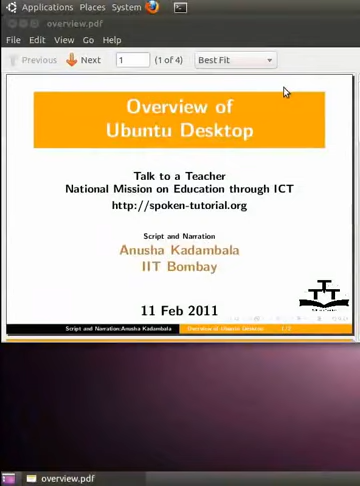 Applications Places System
overview.pdf
File Edit View Go Help
Previous Next 1 (1 of 4) Best Fit
Overview of
Ubuntu Desktop
Talk to a Teacher
National Mission on Education through ICT
http://spoken-tutorial.org
Script and Narration
Anusha Kadambala
IIT Bombay
11 Feb 2011
Script and Narration:Anusha Kadambala Overview of Ubuntu Desktop
overview.pdf